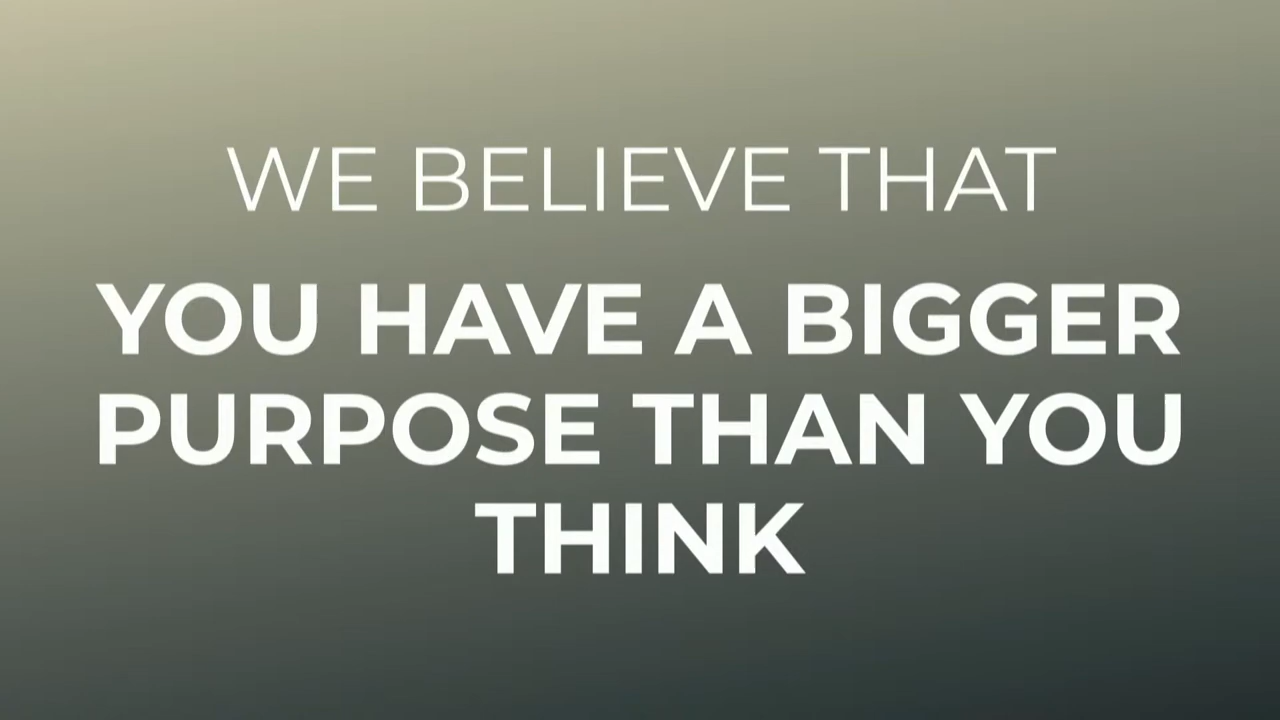 WE BELIEVE THAT
YOU HAVE A BIGGER
PURPOSE THAN YOU
THINK